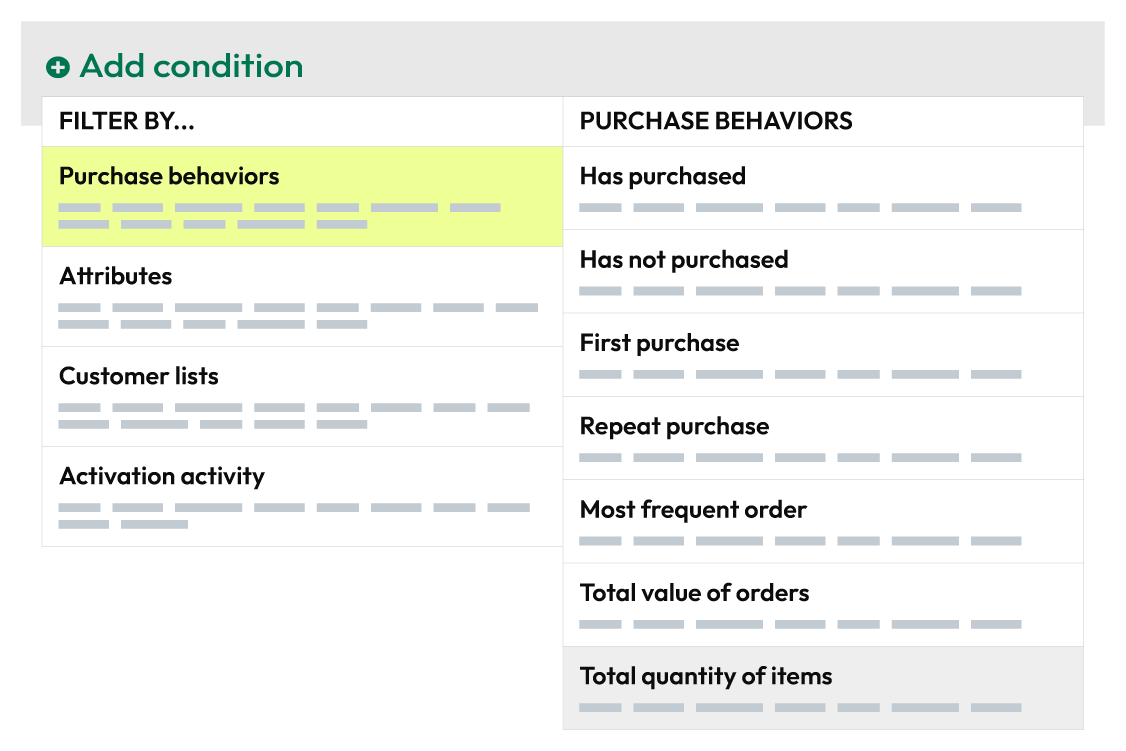 Add condition
FILTER BY...
Purchase behaviors
Attributes
Customer lists
Activation activity
PURCHASE BEHAVIORS
Has purchased
Has not purchased
First purchase
Repeat purchase
Most frequent order
Total value of orders
Total quantity of items